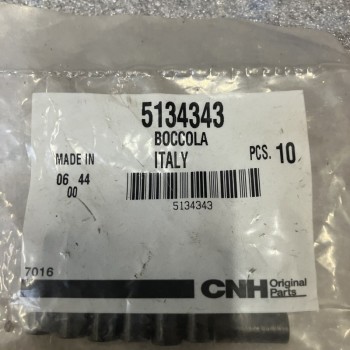 5134343
BOCCOLA
MADE IN ITALY PCS. 10
06 44
00
5134343
7016
CNH Original Parts